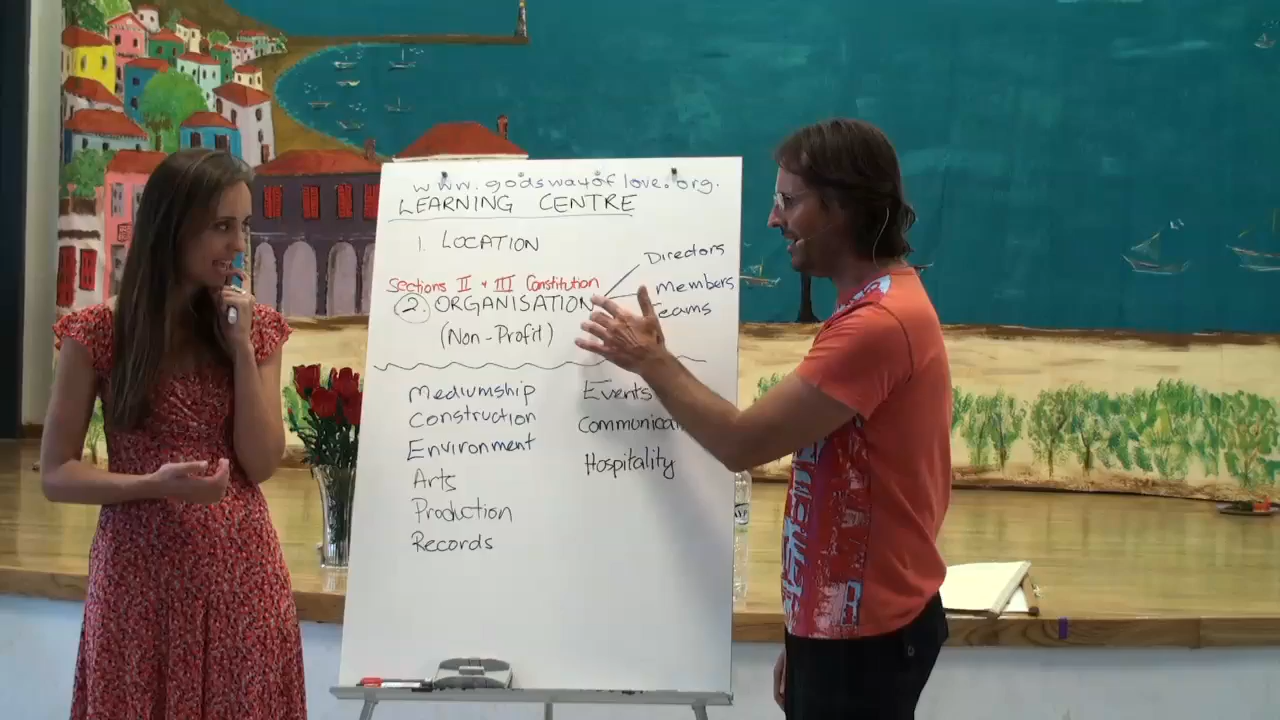 www.godswayoflove.org.
LEARNING CENTRE
1. LOCATION
Sections II + III Constitution
2. ORGANISATION
(Non-Profit)
Directors
Members
Teams
Mediumship
Construction
Environment
Arts
Production
Records
Events
Hospitality